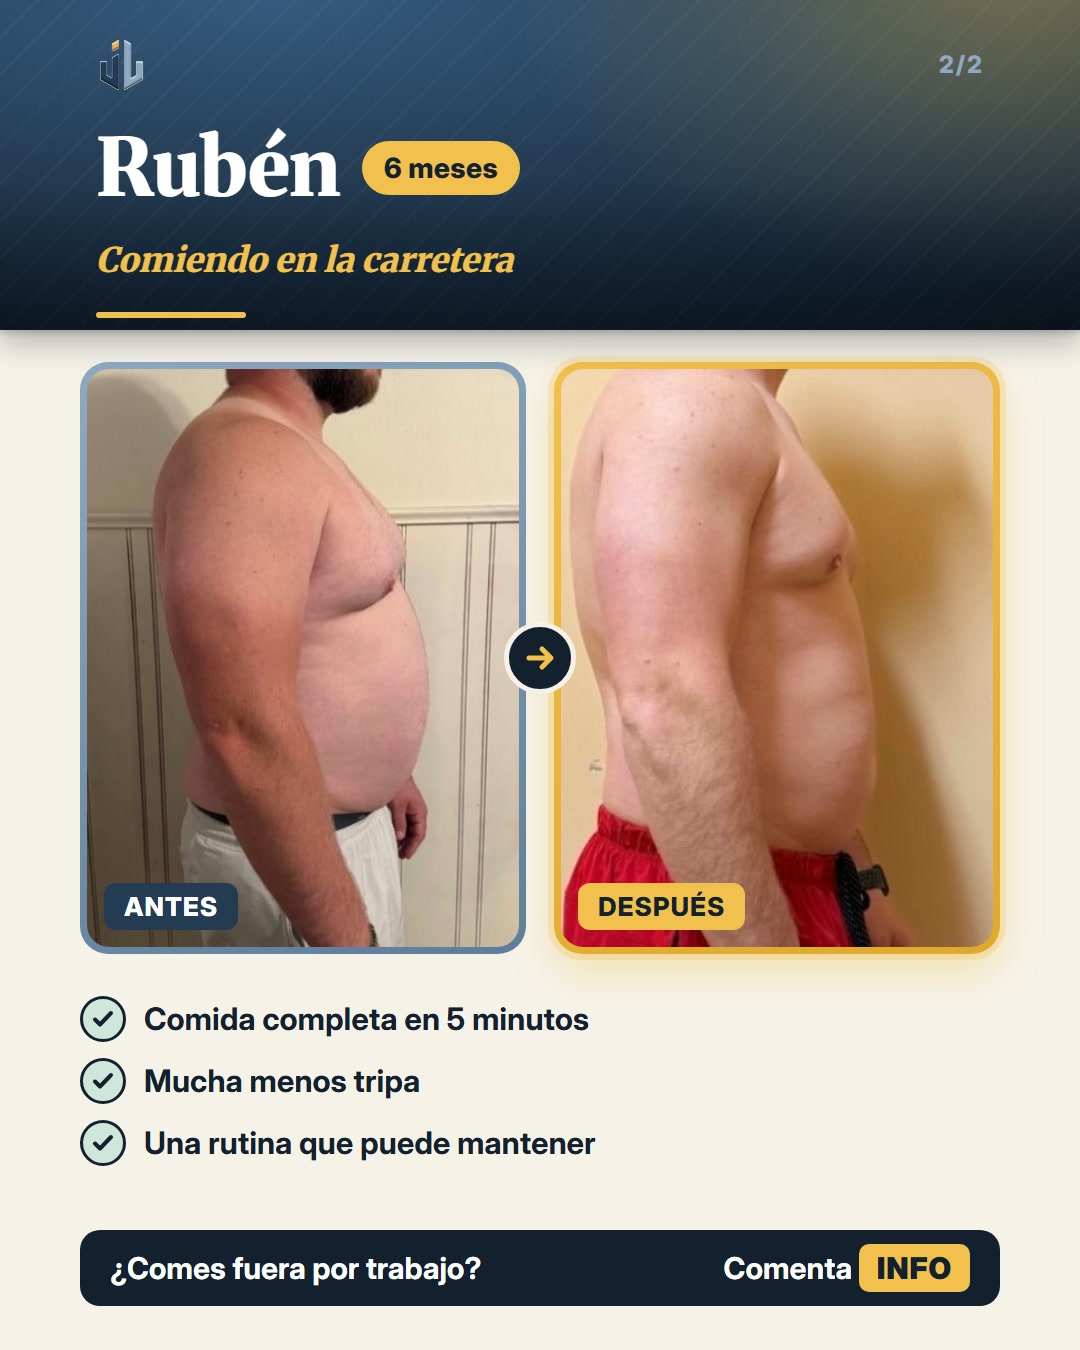 2/2
Rubén 6 meses
Comiendo en la carretera
ANTES
DESPUÉS
Comida completa en 5 minutos
Mucha menos tripa
Una rutina que puede mantener
¿Comes fuera por trabajo? Comenta INFO